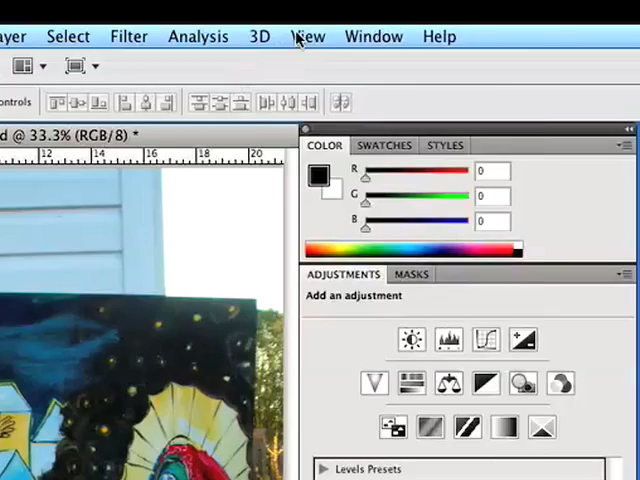 ayer Select Filter Analysis 3D View Window Help
ontrols
d @ 33.3% (RGB/8) *
12 14 16 18 20
COLOR SWATCHES STYLES
R 0
G 0
B 0
ADJUSTMENTS MASKS
Add an adjustment
Levels Presets